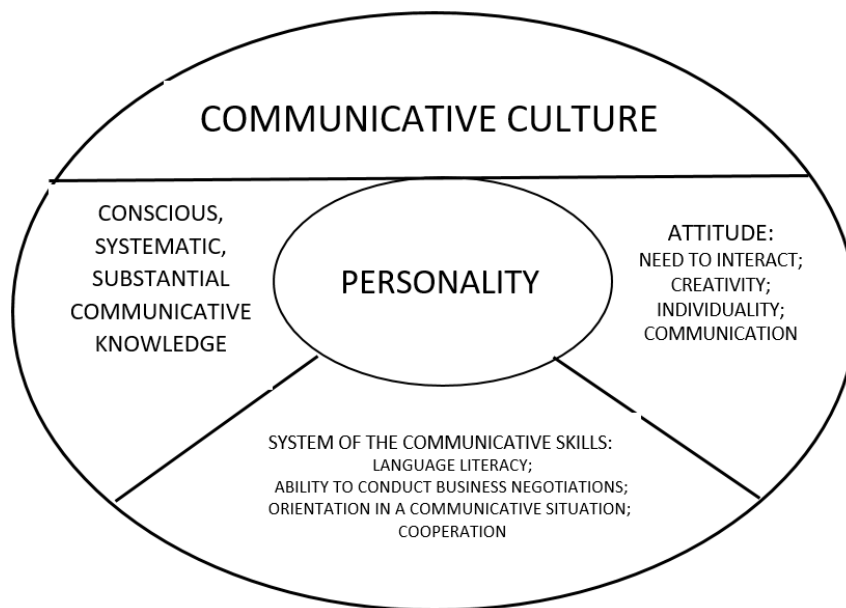 COMMUNICATIVE CULTURE
CONSCIOUS,
SYSTEMATIC,
SUBSTANTIAL
COMMUNICATIVE
KNOWLEDGE
PERSONALITY
ATTITUDE:
NEED TO INTERACT;
CREATIVITY;
INDIVIDUALITY;
COMMUNICATION
SYSTEM OF THE COMMUNICATIVE SKILLS:
LANGUAGE LITERACY;
ABILITY TO CONDUCT BUSINESS NEGOTIATIONS;
ORIENTATION IN A COMMUNICATIVE SITUATION;
COOPERATION